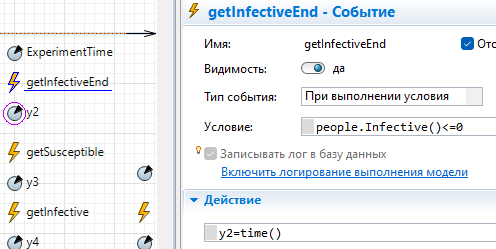 ExperimentTime
getInfectiveEnd
y2
getSusceptible
y3
getInfective
y4
getInfectiveEnd - Событие
Имя: getInfectiveEnd
Видимость: да
Тип события: При выполнении условия
Условие: people.Infective()<=0
Записывать лог в базу данных
Включить логирование выполнения модели
Действие
y2=time()